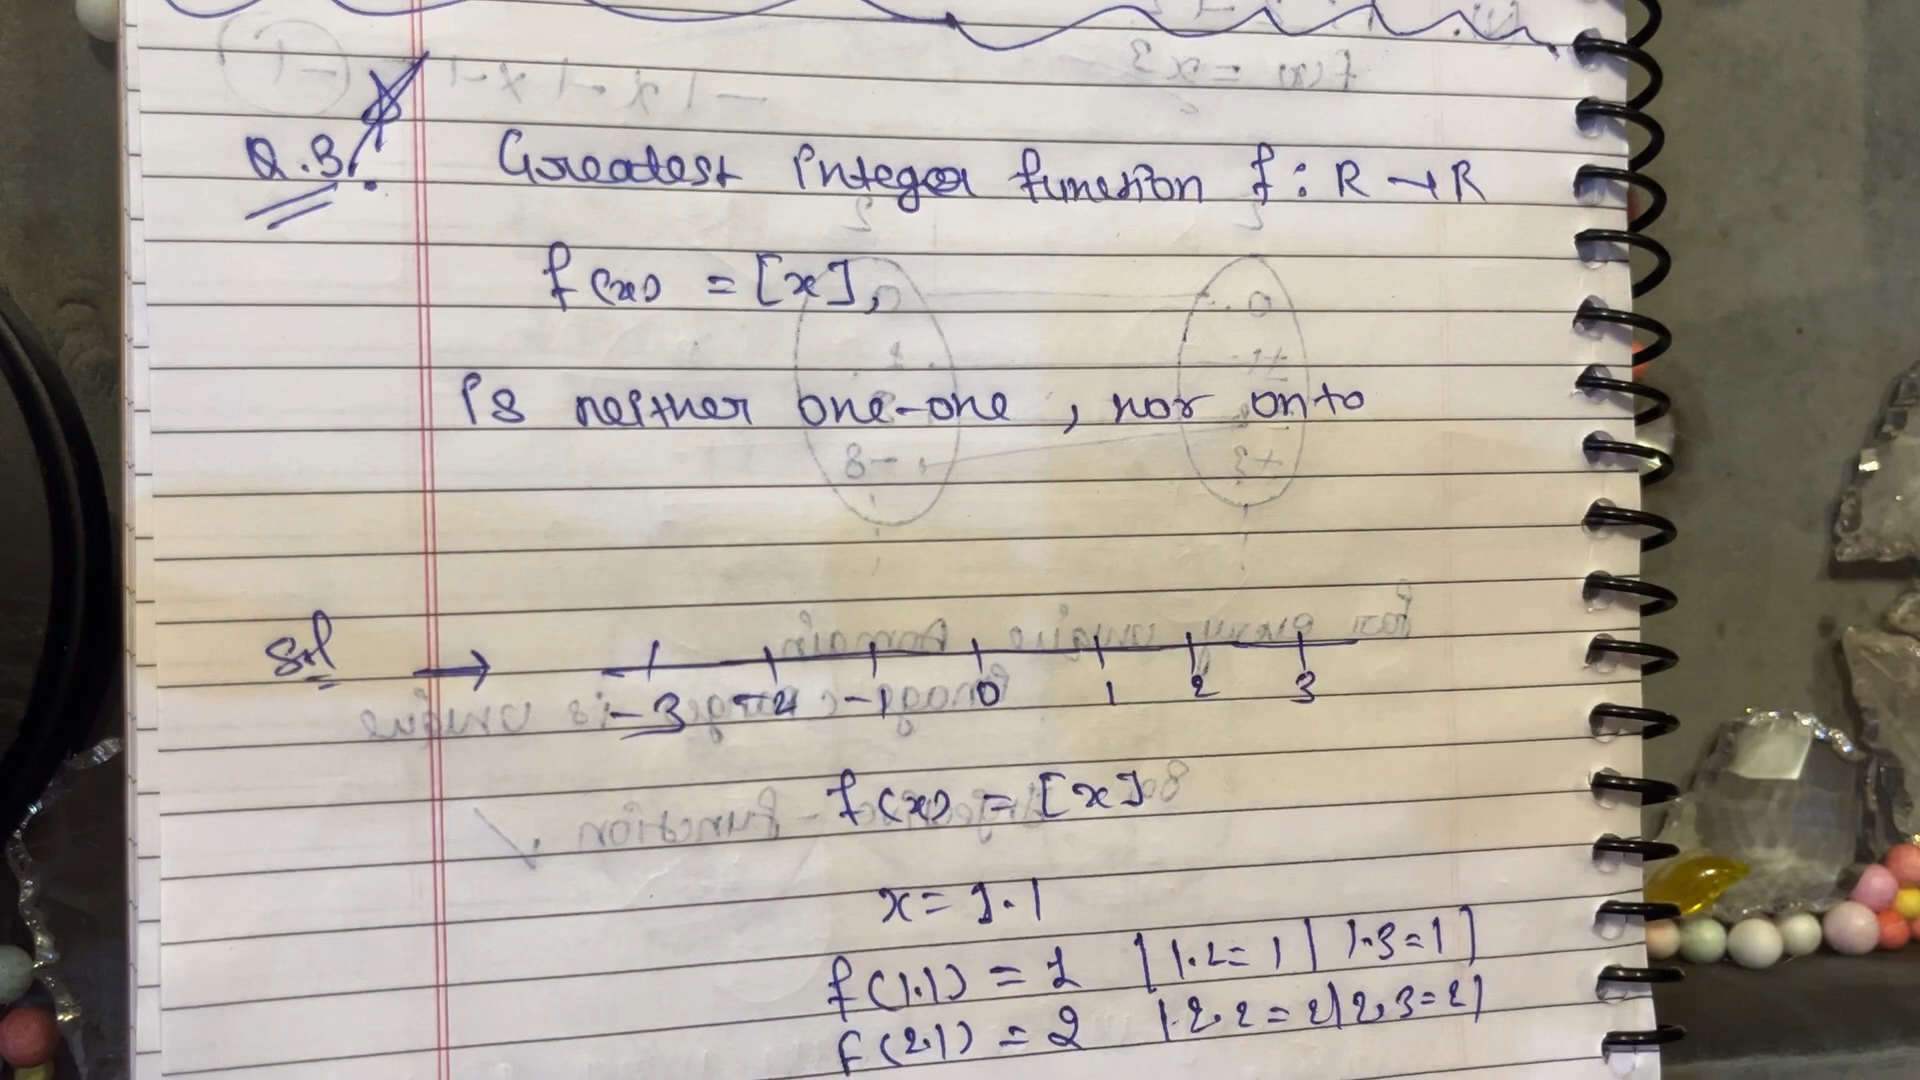 Q.3. Greatest Integer function f : R → R
f(x) = [x],
is neither one-one, nor onto
Sol → -3 -2 -1 0 1 2 3
f(x) = [x]
x = 1.1
f(1.1) = 1 [1.2 = 1 | 1.3 = 1]
f(2.1) = 2 [2.2 = 2 | 2.3 = 2]